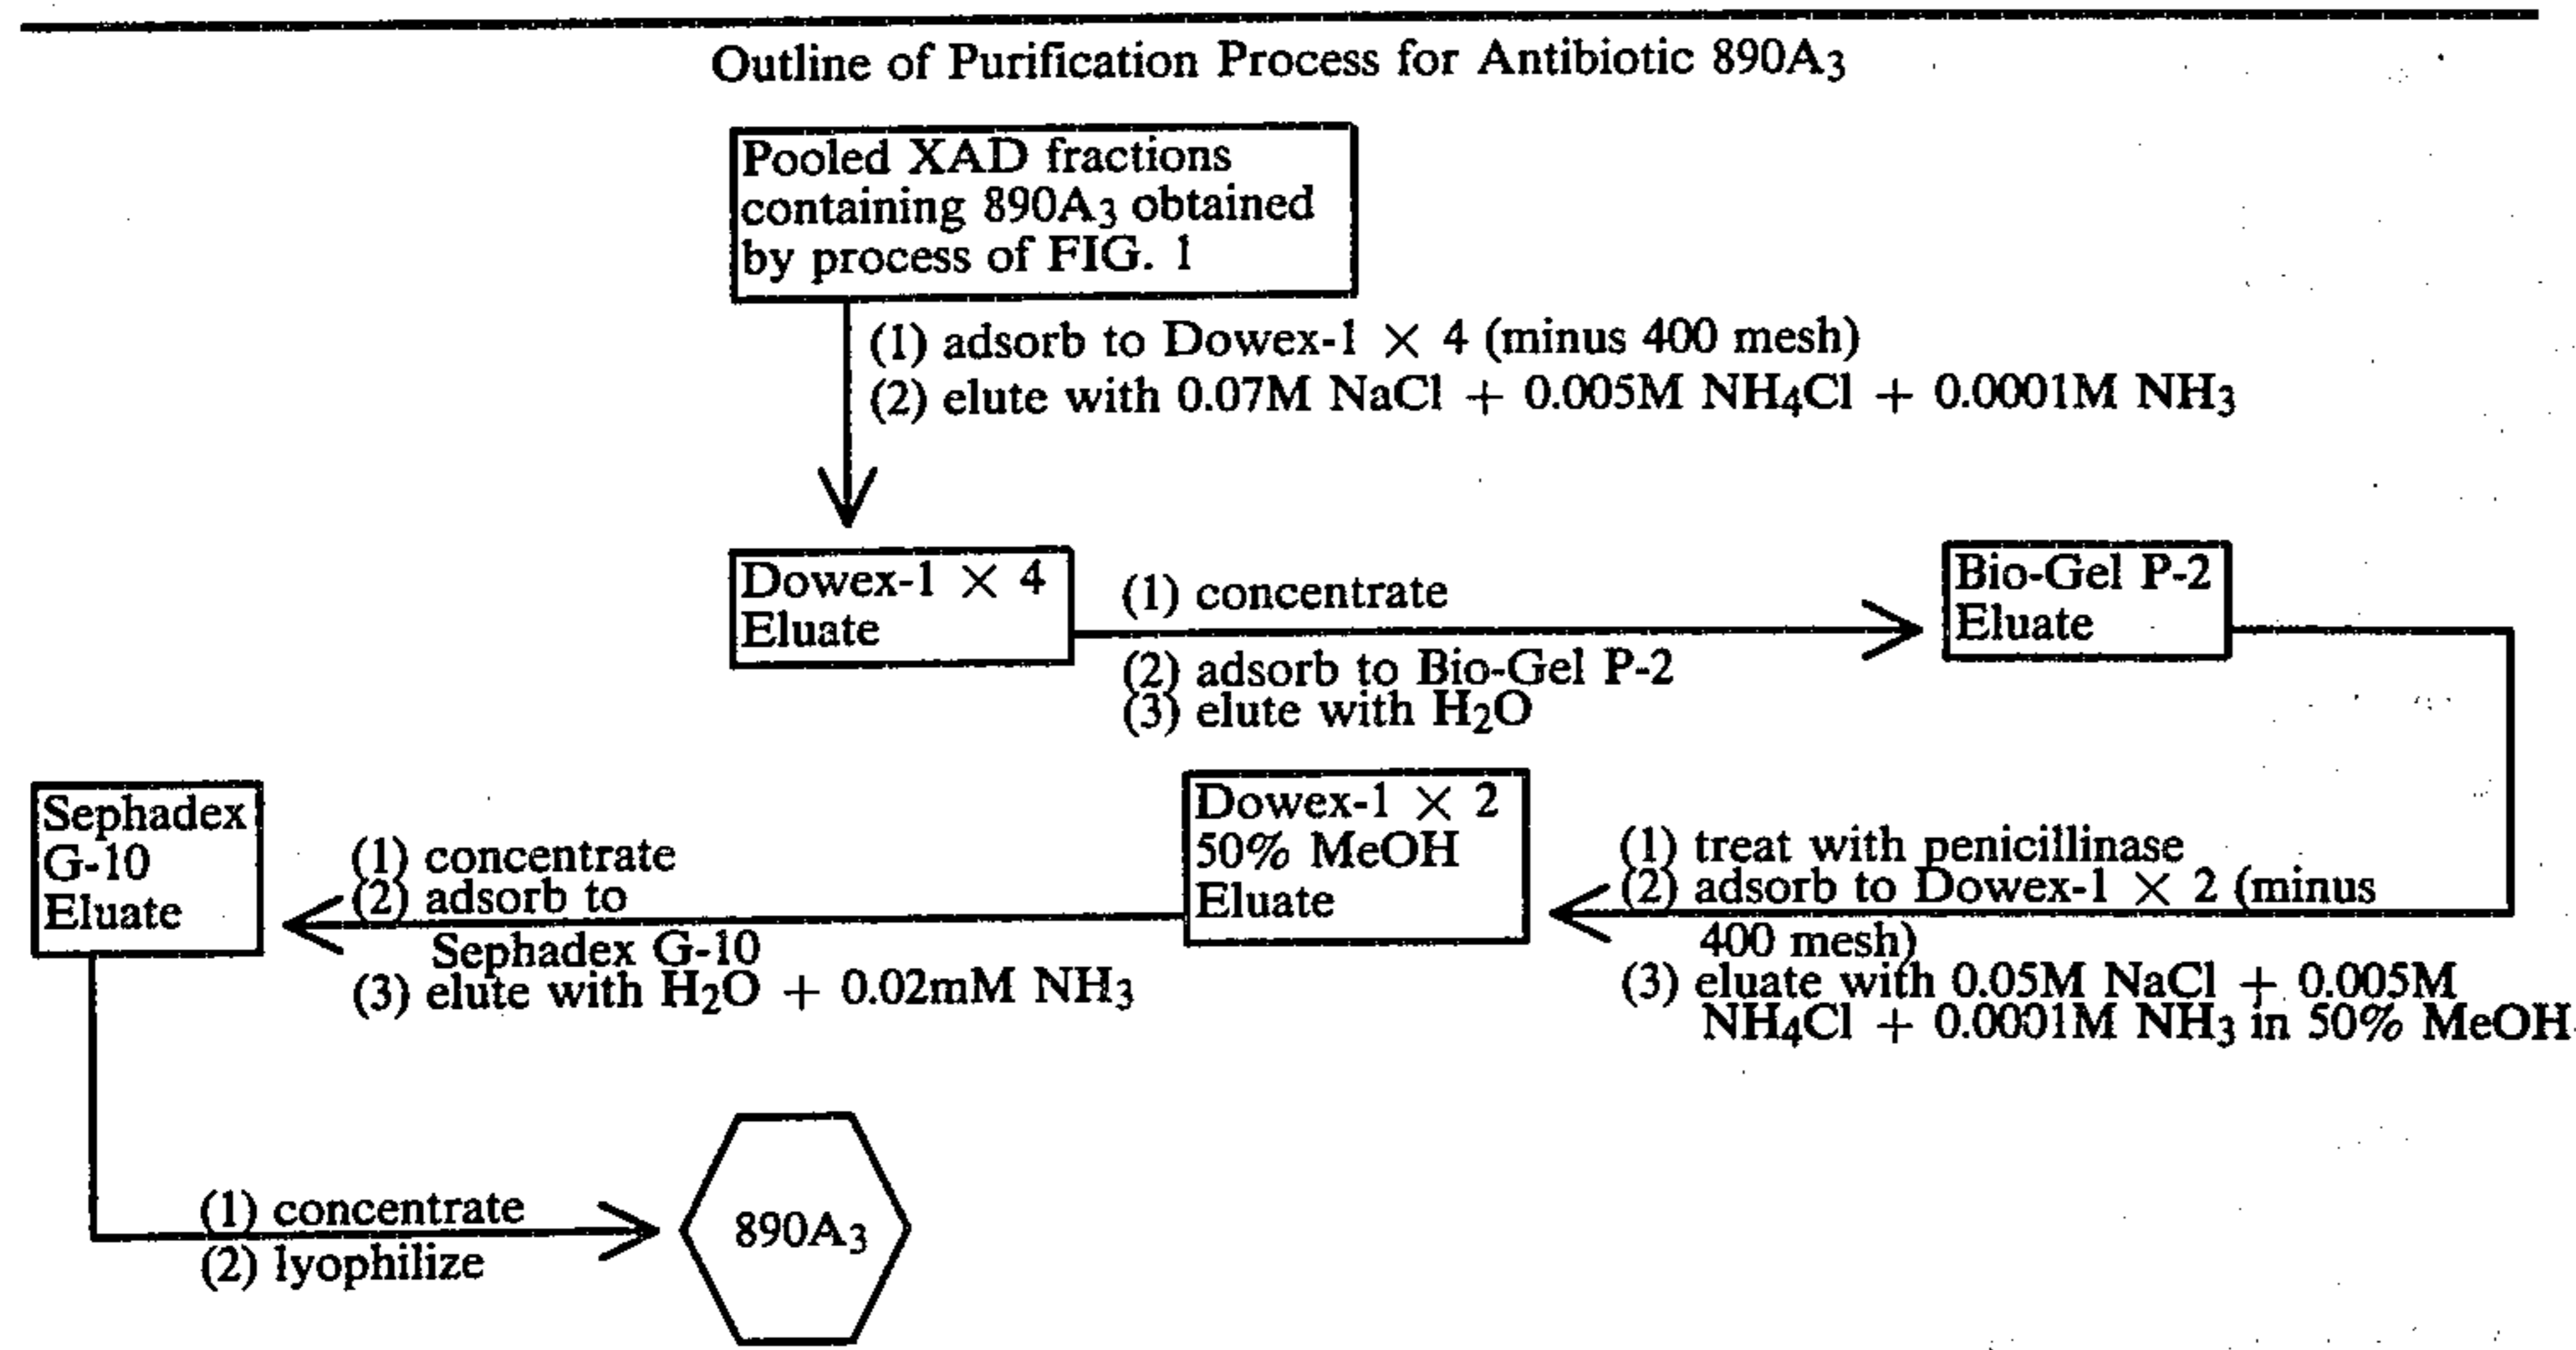 Outline of Purification Process for Antibiotic 890A3
Pooled XAD fractions
containing 890A3 obtained
by process of FIG. 1
(1) adsorb to Dowex-1 × 4 (minus 400 mesh)
(2) elute with 0.07M NaCl + 0.005M NH4Cl + 0.0001M NH3
Dowex-1 × 4
Eluate
(1) concentrate
(2) adsorb to Bio-Gel P-2
(3) elute with H2O
Bio-Gel P-2
Eluate
(1) treat with penicillinase
(2) adsorb to Dowex-1 × 2 (minus
400 mesh)
(3) eluate with 0.05M NaCl + 0.005M
NH4Cl + 0.0001M NH3 in 50% MeOH
Dowex-1 × 2
50% MeOH
Eluate
(1) concentrate
(2) adsorb to
Sephadex G-10
(3) elute with H2O + 0.02mM NH3
Sephadex
G-10
Eluate
(1) concentrate
(2) lyophilize
890A3